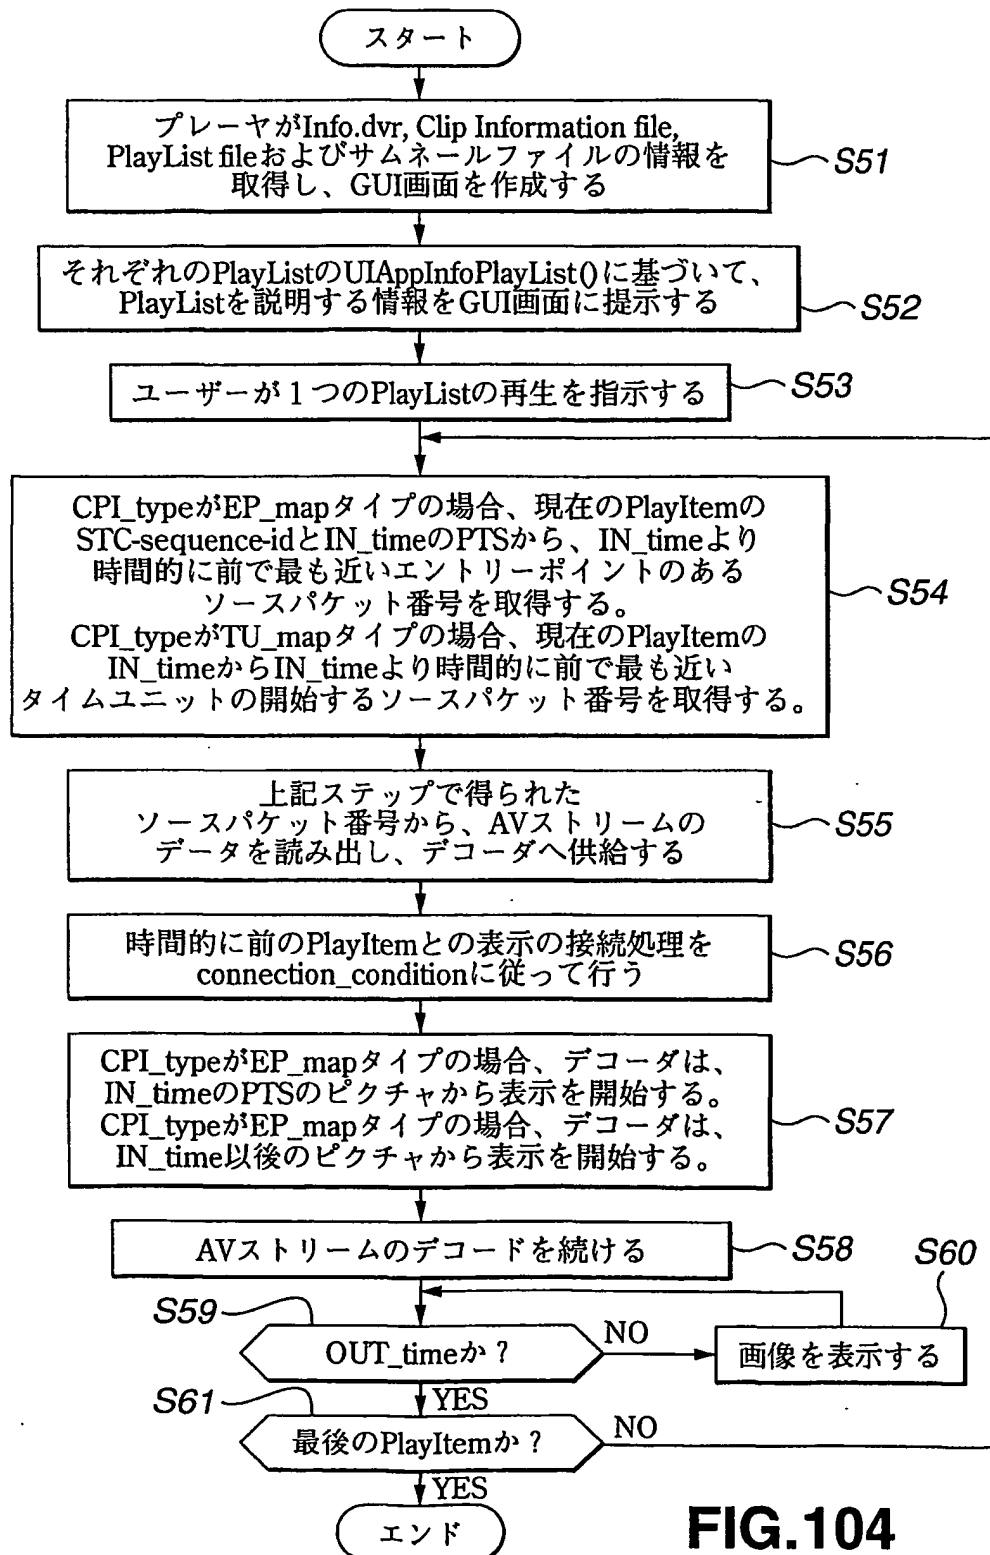 スタート
プレーヤがInfo.dvr, Clip Information file,
PlayList fileおよびサムネールファイルの情報を
取得し、GUI画面を作成する
S51
それぞれのPlayListのUIAppInfoPlayList()に基づいて、
PlayListを説明する情報をGUI画面に提示する
S52
ユーザーが1つのPlayListの再生を指示する
S53
CPI_typeがEP_mapタイプの場合、現在のPlayItemの
STC-sequence-idとIN_timeのPTSから、IN_timeより
時間的に前で最も近いエントリーポイントのある
ソースパケット番号を取得する。
CPI_typeがTU_mapタイプの場合、現在のPlayItemの
IN_timeからIN_timeより時間的に前で最も近い
タイムユニットの開始するソースパケット番号を取得する。
S54
上記ステップで得られた
ソースパケット番号から、AVストリームの
データを読み出し、デコーダへ供給する
S55
時間的に前のPlayItemとの表示の接続処理を
connection_conditionに従って行う
S56
CPI_typeがEP_mapタイプの場合、デコーダは、
IN_timeのPTSのピクチャから表示を開始する。
CPI_typeがEP_mapタイプの場合、デコーダは、
IN_time以後のピクチャから表示を開始する。
S57
AVストリームのデコードを続ける
S58
S59
OUT_timeか?
NO
S60
画像を表示する
YES
S61
最後のPlayItemか?
NO
YES
エンド
FIG.104